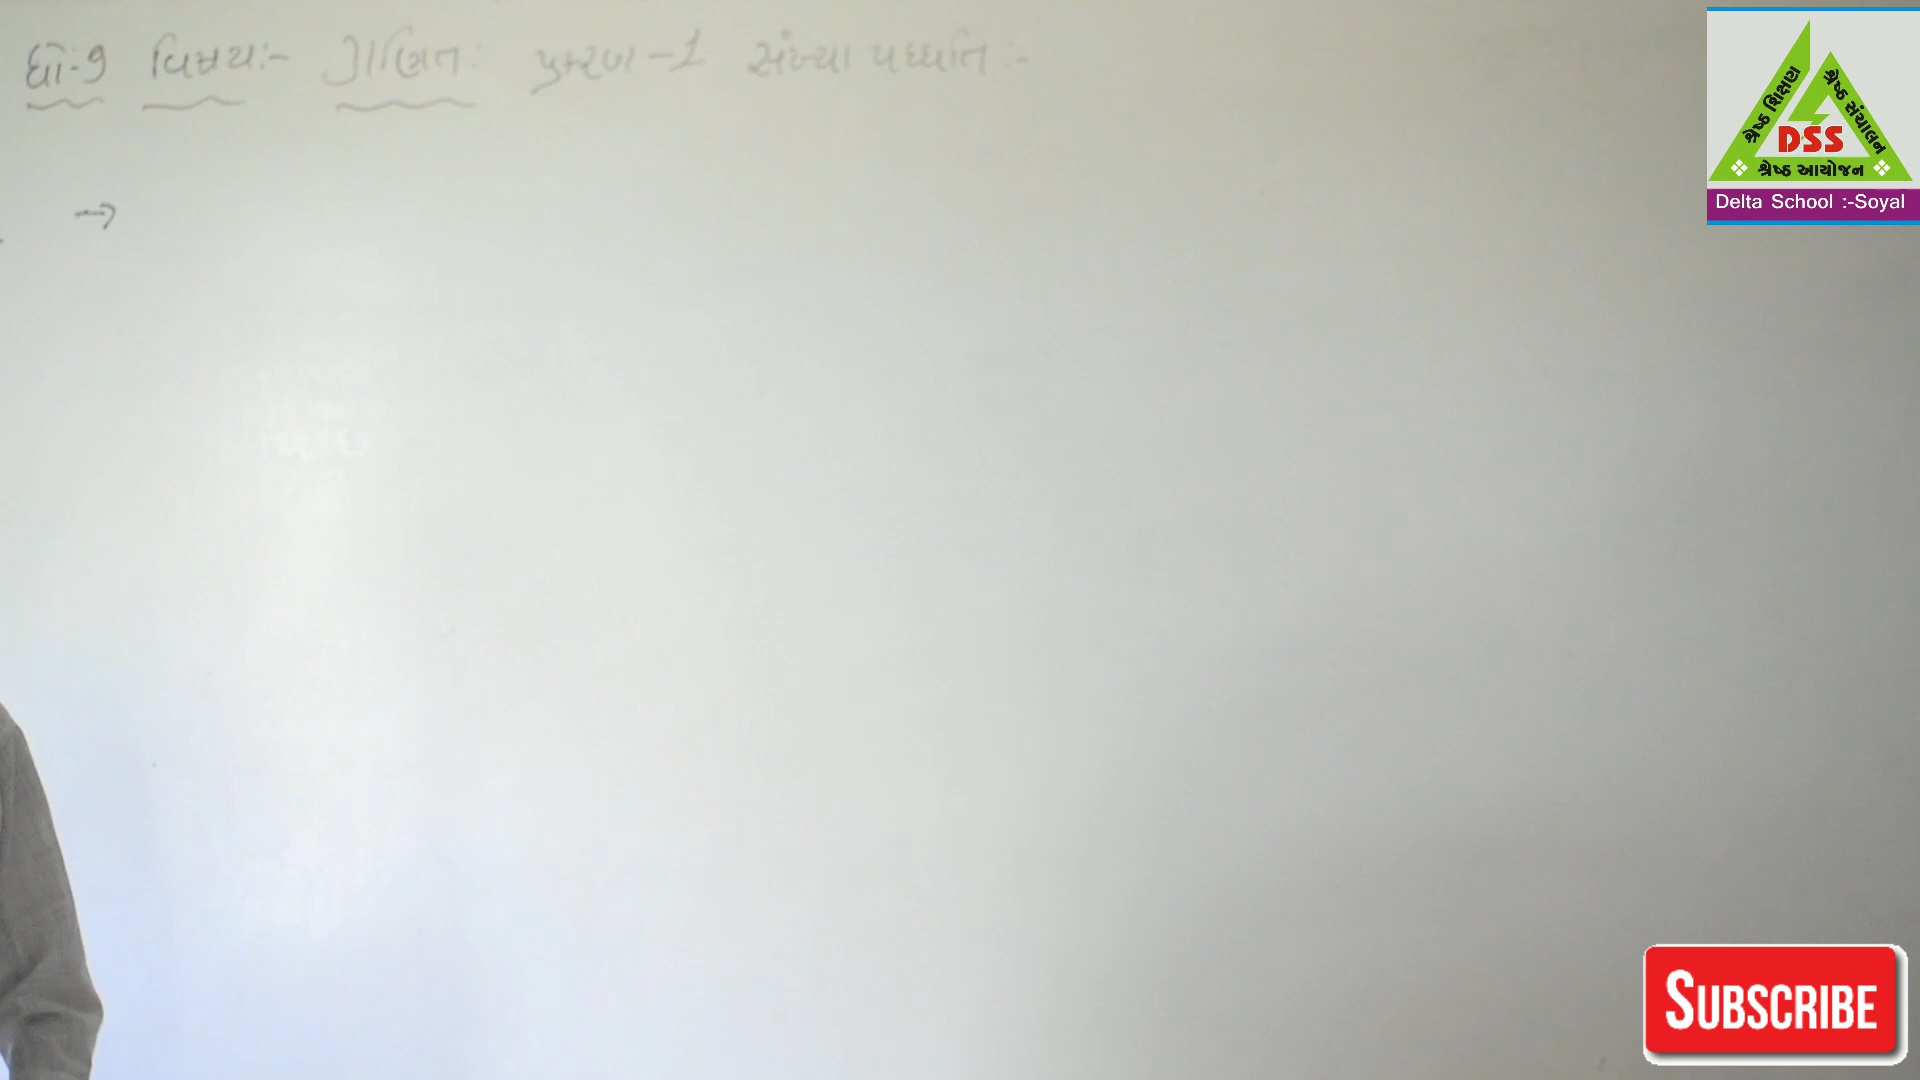 ધો:-9 વિષય:- ગણિત: પ્રકરણ-1 સંખ્યા પધ્ધતિ:-
→
શ્રેષ્ઠ શિક્ષણ
શ્રેષ્ઠ સંચાલન
DSS
શ્રેષ્ઠ આયોજન
Delta School :-Soyal
SUBSCRIBE